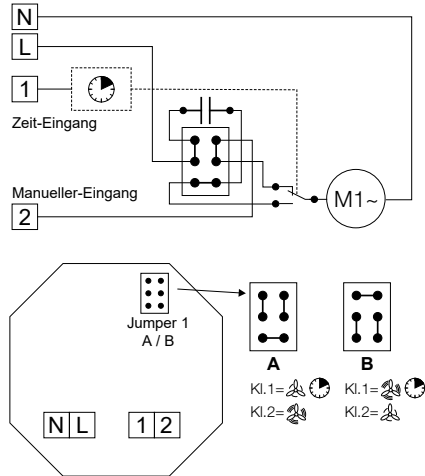 N
L
1
Zeit-Eingang
Manueller-Eingang
2
M1~
Jumper 1
A / B
N L 1 2
A B
Kl.1= Kl.1=
Kl.2= Kl.2=